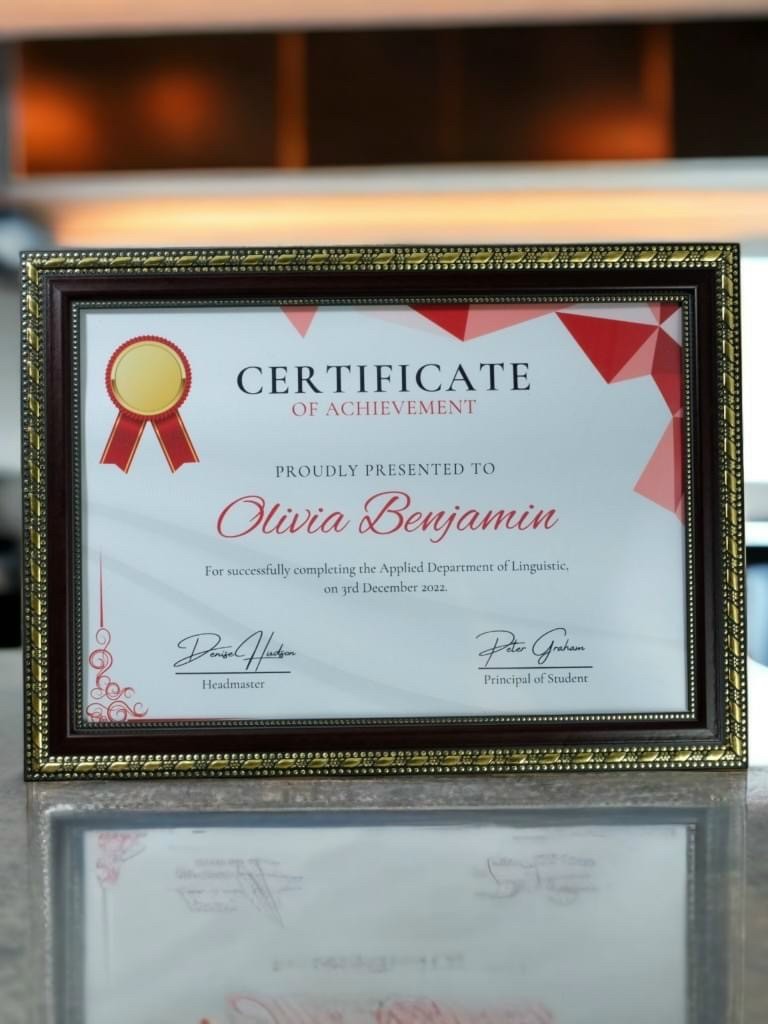 CERTIFICATE
OF ACHIEVEMENT
PROUDLY PRESENTED TO
Olivia Benjamin
For successfully completing the Applied Department of Linguistic,
on 3rd December 2022.
Denise Hudson
Headmaster
Peter Graham
Principal of Student